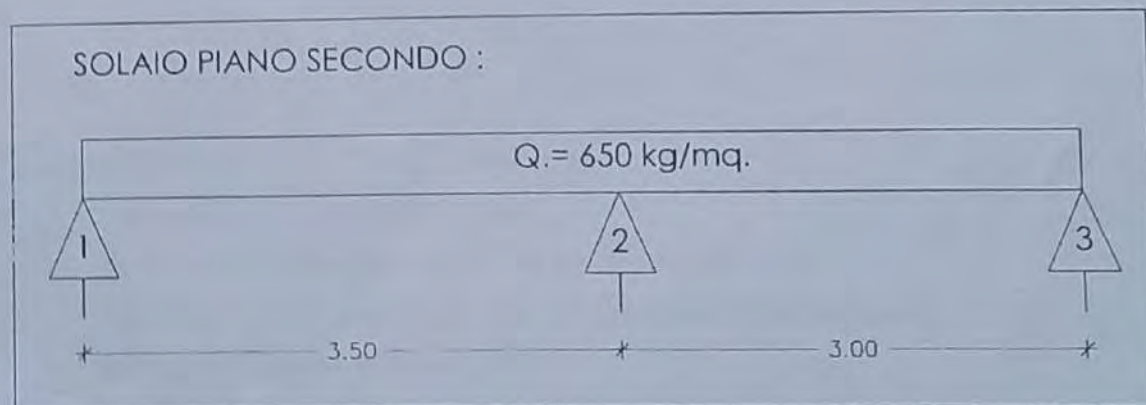 SOLAIO PIANO SECONDO :
Q.= 650 kg/mq.
1 2 3
3.50 3.00